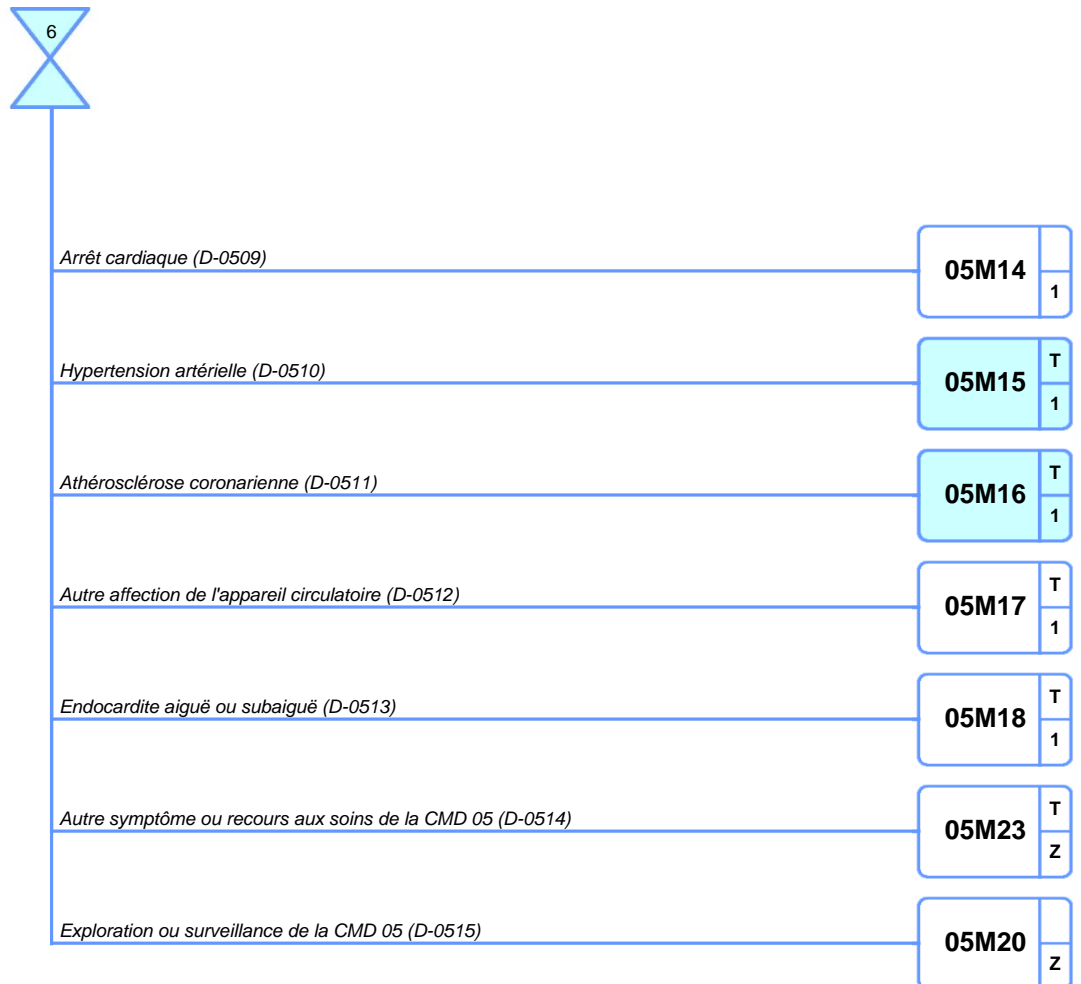 6
Arrêt cardiaque (D-0509)
05M14
1
Hypertension artérielle (D-0510)
05M15
T
1
Athérosclérose coronarienne (D-0511)
05M16
T
1
Autre affection de l'appareil circulatoire (D-0512)
05M17
T
1
Endocardite aiguë ou subaiguë (D-0513)
05M18
T
1
Autre symptôme ou recours aux soins de la CMD 05 (D-0514)
05M23
T
Z
Exploration ou surveillance de la CMD 05 (D-0515)
05M20
Z